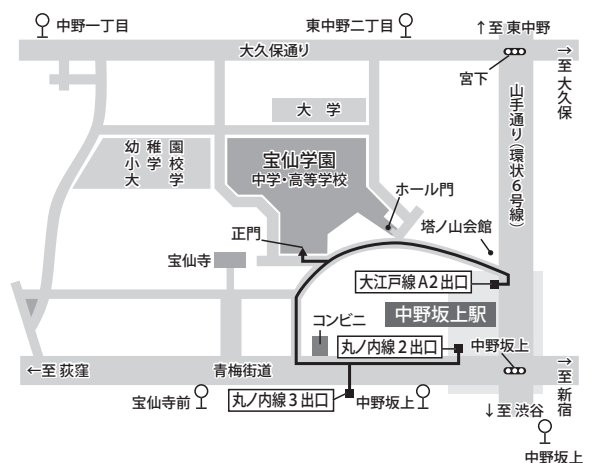 中野一丁目
東中野二丁目
↑至 東中野
大久保通り
→至 大久保
宮下
山手通り(環状6号線)
大 学
幼 稚 園
小 学 校
大 学
宝仙学園
中学・高等学校
ホール門
塔ノ山会館
正門
宝仙寺
大江戸線A2出口
中野坂上駅
コンビニ
丸ノ内線2出口
中野坂上
←至 荻窪
青梅街道
→至 新宿
宝仙寺前
丸ノ内線3出口
中野坂上
↓至 渋谷
中野坂上